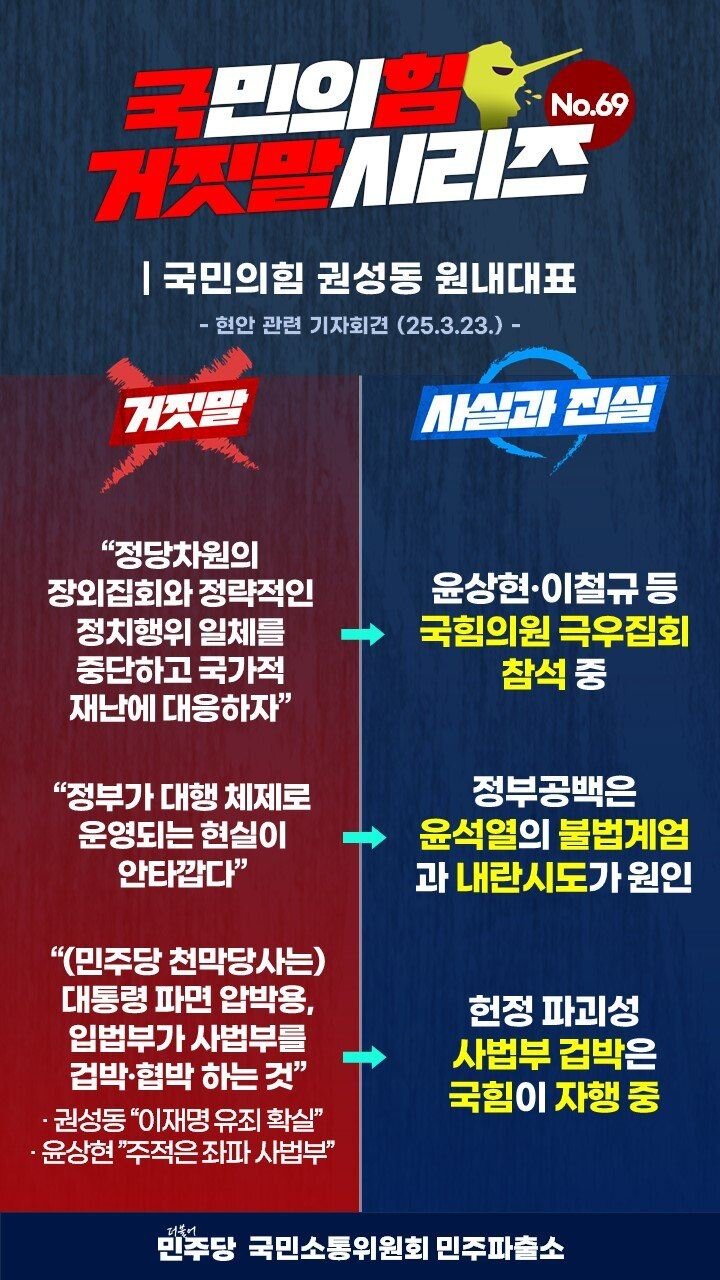 국민의힘
No.69
거짓말시리즈
| 국민의힘 권성동 원내대표
- 현안 관련 기자회견 (25.3.23.) -
거짓말
“정당차원의
장외집회와 정략적인
정치행위 일체를
중단하고 국가적
재난에 대응하자”
“정부가 대행 체제로
운영되는 현실이
안타깝다”
“(민주당 천막당사는)
대통령 파면 압박용,
입법부가 사법부를
겁박·협박 하는 것”
· 권성동 “이재명 유죄 확실”
· 윤상현 ”주적은 좌파 사법부”
사실과 진실
윤상현·이철규 등
국힘의원 극우집회
참석 중
정부공백은
윤석열의 불법계엄
과 내란시도가 원인
헌정 파괴성
사법부 겁박은
국힘이 자행 중
더불어
민주당 국민소통위원회 민주파출소